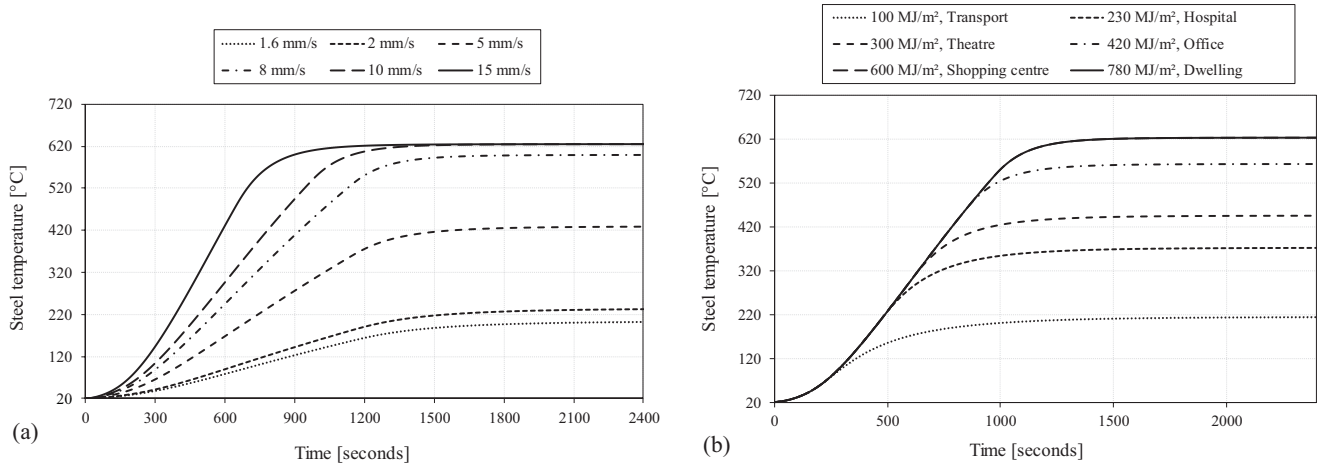 1.6 mm/s 2 mm/s 5 mm/s
8 mm/s 10 mm/s 15 mm/s
720
620
520
420
320
220
120
20
Steel temperature [°C]
0 300 600 900 1200 1500 1800 2100 2400
Time [seconds]
(a)
100 MJ/m², Transport 230 MJ/m², Hospital
300 MJ/m², Theatre 420 MJ/m², Office
600 MJ/m², Shopping centre 780 MJ/m², Dwelling
720
620
520
420
320
220
120
20
Steel temperature [°C]
0 500 1000 1500 2000
Time [seconds]
(b)